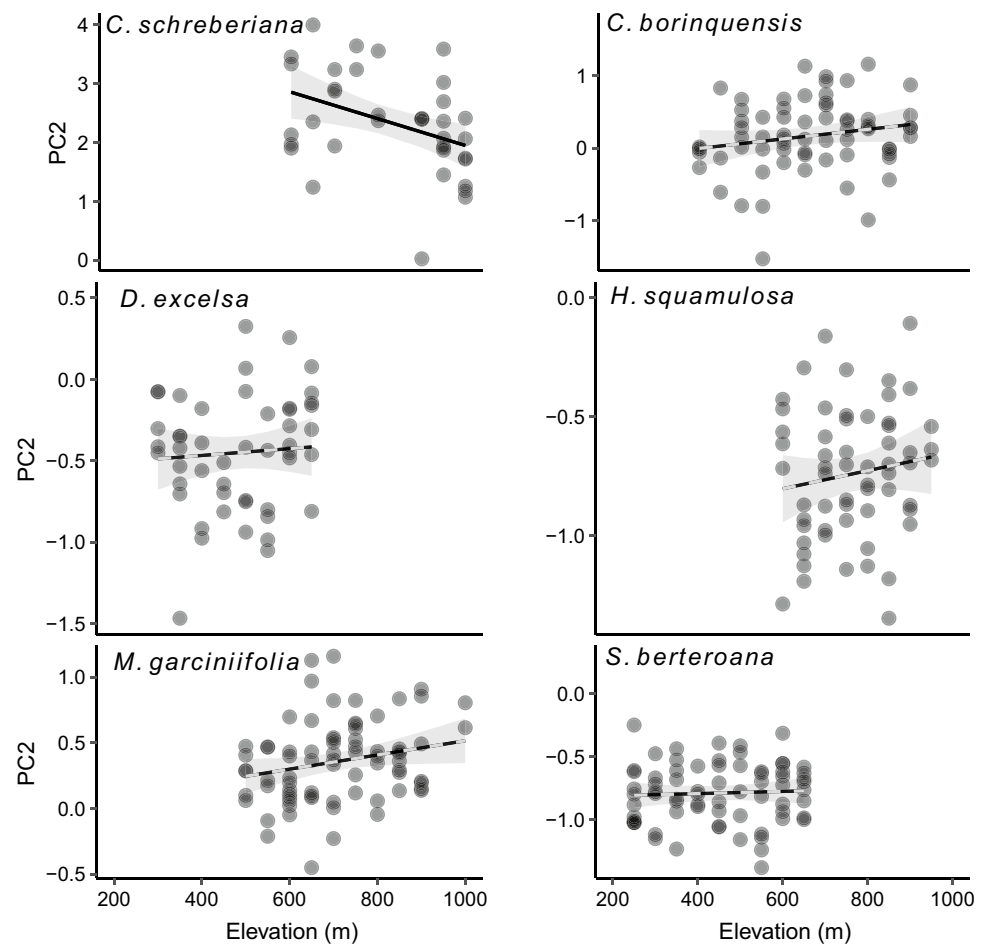 C. schreberiana
C. borinquensis
4
3
2
1
0
PC2
1
0
−1
D. excelsa
H. squamulosa
0.5
0.0
−0.5
−1.0
−1.5
PC2
0.0
−0.5
−1.0
M. garciniifolia
S. berteroana
1.0
0.5
0.0
−0.5
PC2
0.0
−0.5
−1.0
200 400 600 800 1000
200 400 600 800 1000
Elevation (m)
Elevation (m)